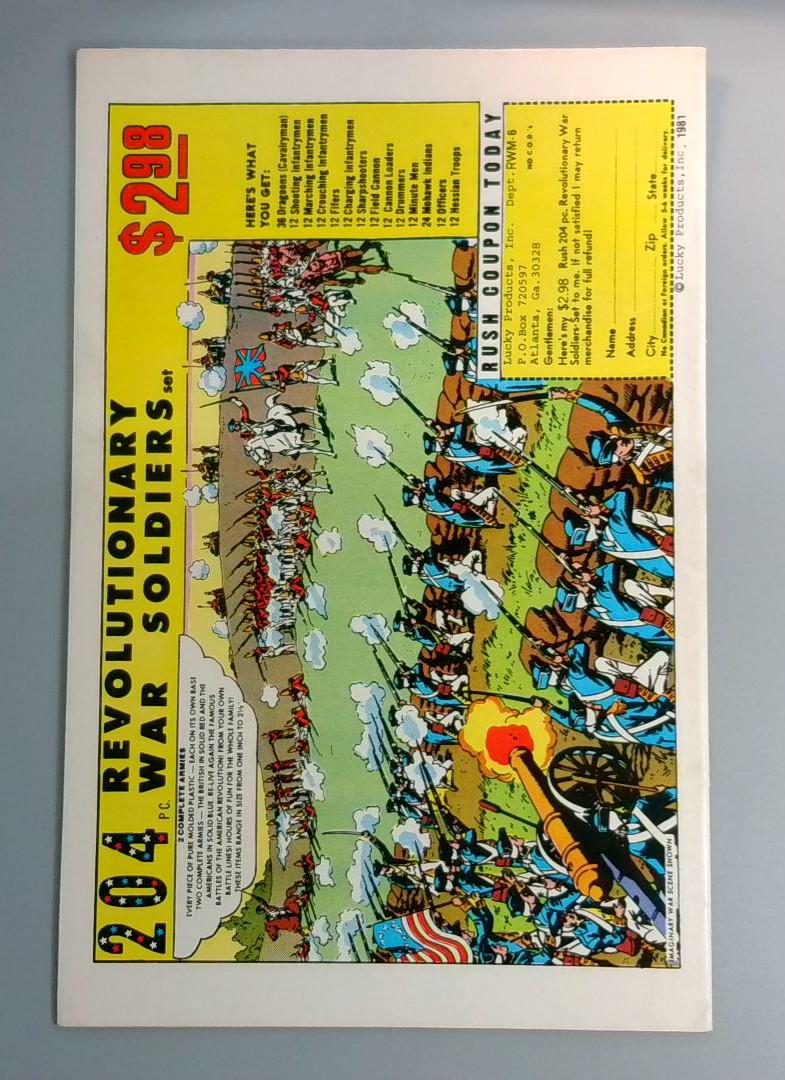 204 PC. REVOLUTIONARY
WAR SOLDIERS set
$2.98
2 COMPLETE ARMIES
EVERY PIECE OF PURE MOLDED PLASTIC — EACH ON ITS OWN BASE
TWO COMPLETE ARMIES — THE BRITISH IN SOLID RED AND THE
AMERICANS IN SOLID BLUE. RE-LIVE AGAIN THE FAMOUS
BATTLES OF THE AMERICAN REVOLUTION! FROM YOUR OWN
BATTLE LINES! HOURS OF FUN FOR THE WHOLE FAMILY!
THESE ITEMS RANGE IN SIZE FROM ONE INCH TO 2½".
HERE'S WHAT
YOU GET:
36 Dragoons (Cavalryman)
12 Shooting Infantrymen
12 Marching Infantrymen
12 Crouching Infantrymen
12 Fifers
12 Charging Infantrymen
12 Sharpshooters
12 Field Cannon
12 Cannon Loaders
12 Drummers
12 Minute Men
24 Mohawk Indians
12 Officers
12 Hessian Troops
RUSH COUPON TODAY
Lucky Products, Inc. Dept. RWM-6
P.O.Box 720597
Atlanta, Ga. 30328 NO C.O.D.'s
Gentlemen:
Here's my $2.98 Rush 204 pc. Revolutionary War
Soldiers-Set to me. If not satisfied I may return
merchandise for full refund!
Name
Address
City Zip State
No Canadian or Foreign orders. Allow 5-6 weeks for delivery.
© Lucky Products, Inc. 1981
IMAGINARY WAR SCENE SHOWN